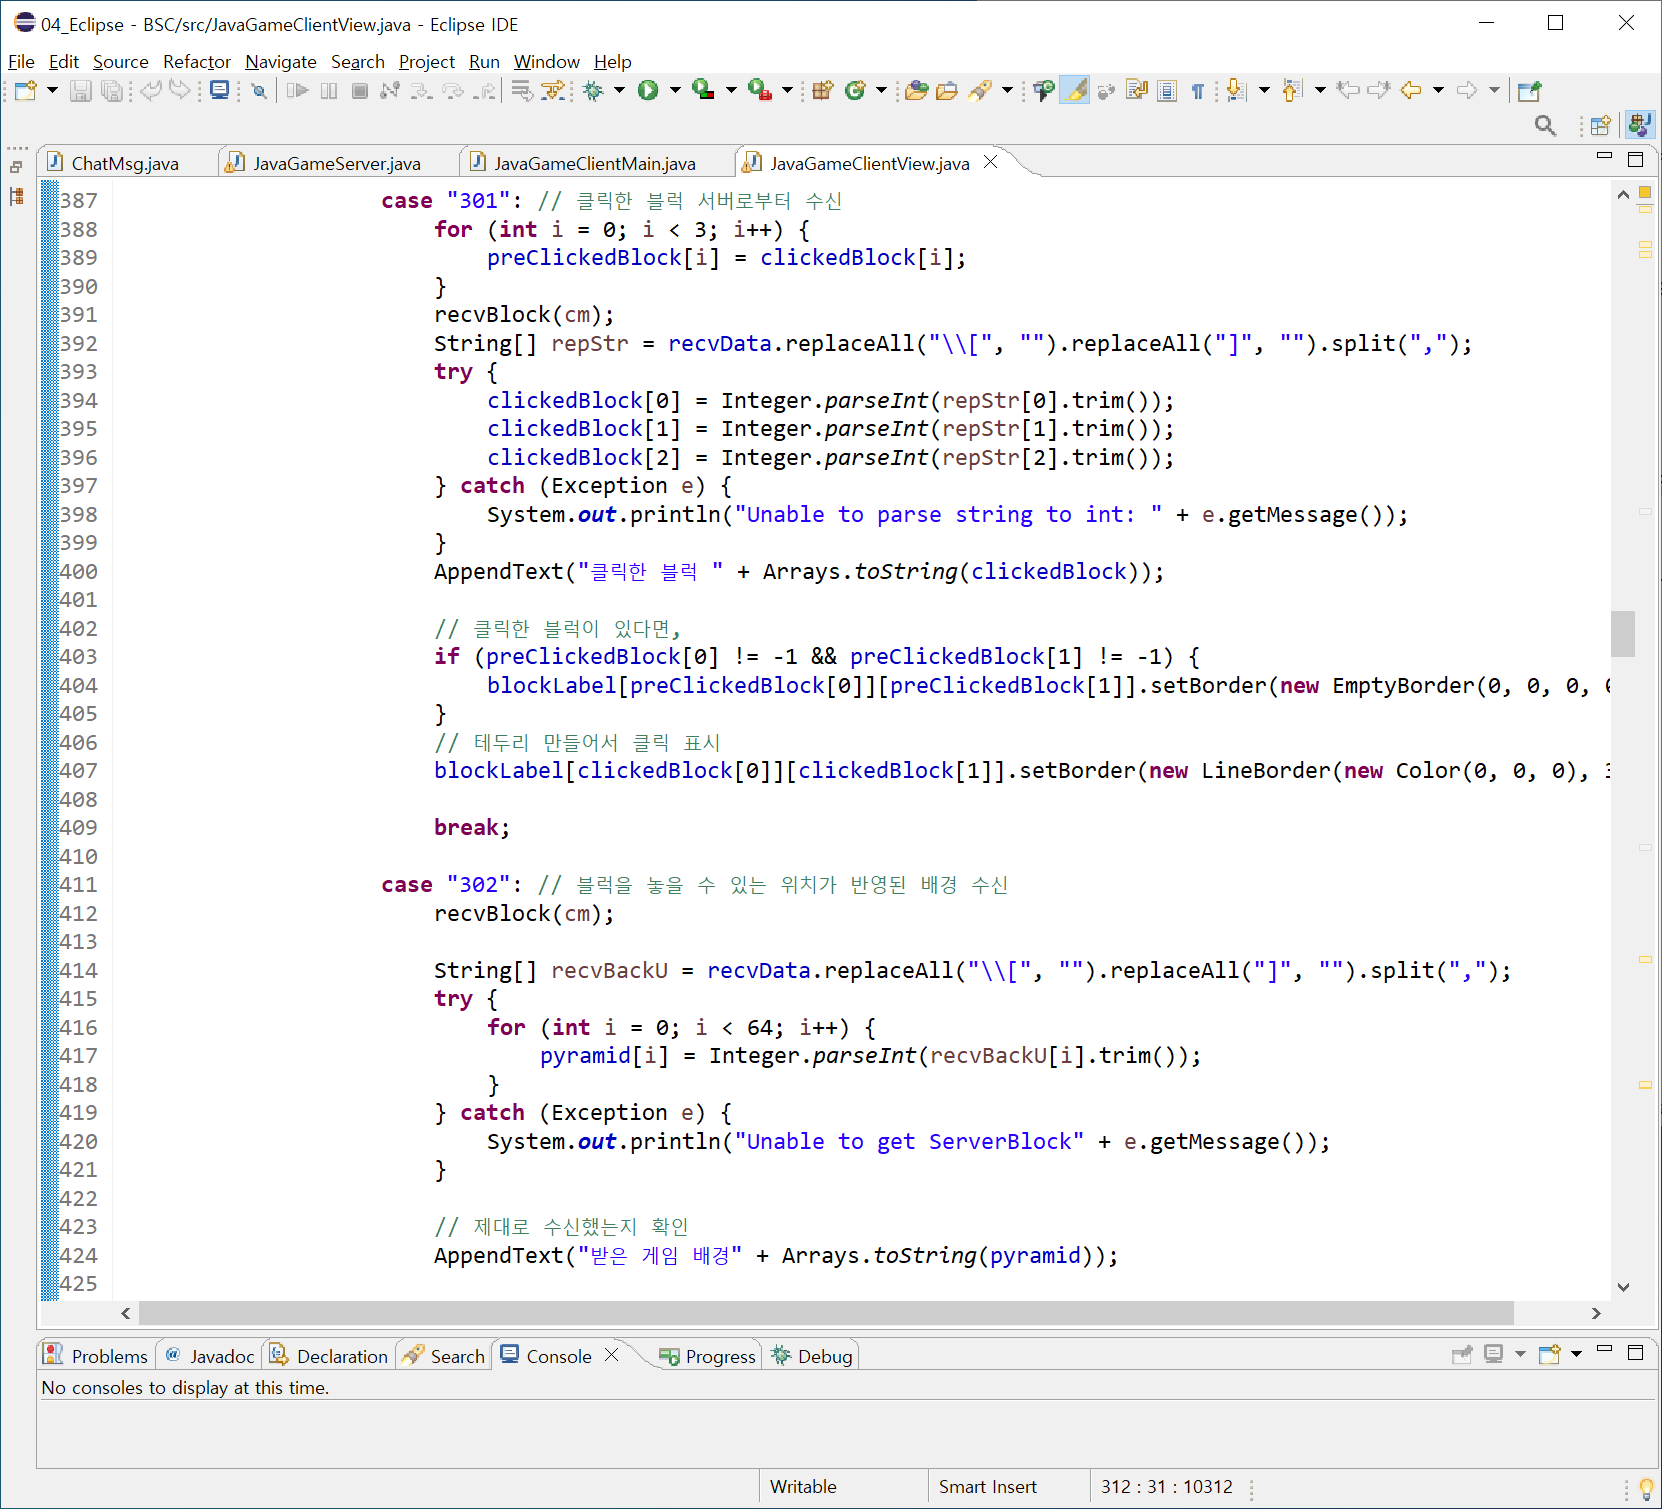 04_Eclipse - BSC/src/JavaGameClientView.java - Eclipse IDE
File Edit Source Refactor Navigate Search Project Run Window Help
ChatMsg.java JavaGameServer.java JavaGameClientMain.java JavaGameClientView.java
387 case "301": // 클릭한 블럭 서버로부터 수신
388 for (int i = 0; i < 3; i++) {
389 preClickedBlock[i] = clickedBlock[i];
390 }
391 recvBlock(cm);
392 String[] repStr = recvData.replaceAll("\\[", "").replaceAll("]", "").split(",");
393 try {
394 clickedBlock[0] = Integer.parseInt(repStr[0].trim());
395 clickedBlock[1] = Integer.parseInt(repStr[1].trim());
396 clickedBlock[2] = Integer.parseInt(repStr[2].trim());
397 } catch (Exception e) {
398 System.out.println("Unable to parse string to int: " + e.getMessage());
399 }
400 AppendText("클릭한 블럭 " + Arrays.toString(clickedBlock));
401
402 // 클릭한 블럭이 있다면,
403 if (preClickedBlock[0] != -1 && preClickedBlock[1] != -1) {
404 blockLabel[preClickedBlock[0]][preClickedBlock[1]].setBorder(new EmptyBorder(0, 0, 0,
405 }
406 // 테두리 만들어서 클릭 표시
407 blockLabel[clickedBlock[0]][clickedBlock[1]].setBorder(new LineBorder(new Color(0, 0, 0),
408
409 break;
410
411 case "302": // 블럭을 놓을 수 있는 위치가 반영된 배경 수신
412 recvBlock(cm);
413
414 String[] recvBackU = recvData.replaceAll("\\[", "").replaceAll("]", "").split(",");
415 try {
416 for (int i = 0; i < 64; i++) {
417 pyramid[i] = Integer.parseInt(recvBackU[i].trim());
418 }
419 } catch (Exception e) {
420 System.out.println("Unable to get ServerBlock" + e.getMessage());
421 }
422
423 // 제대로 수신했는지 확인
424 AppendText("받은 게임 배경" + Arrays.toString(pyramid));
425
Problems Javadoc Declaration Search Console Progress Debug
No consoles to display at this time.
Writable Smart Insert 312 : 31 : 10312